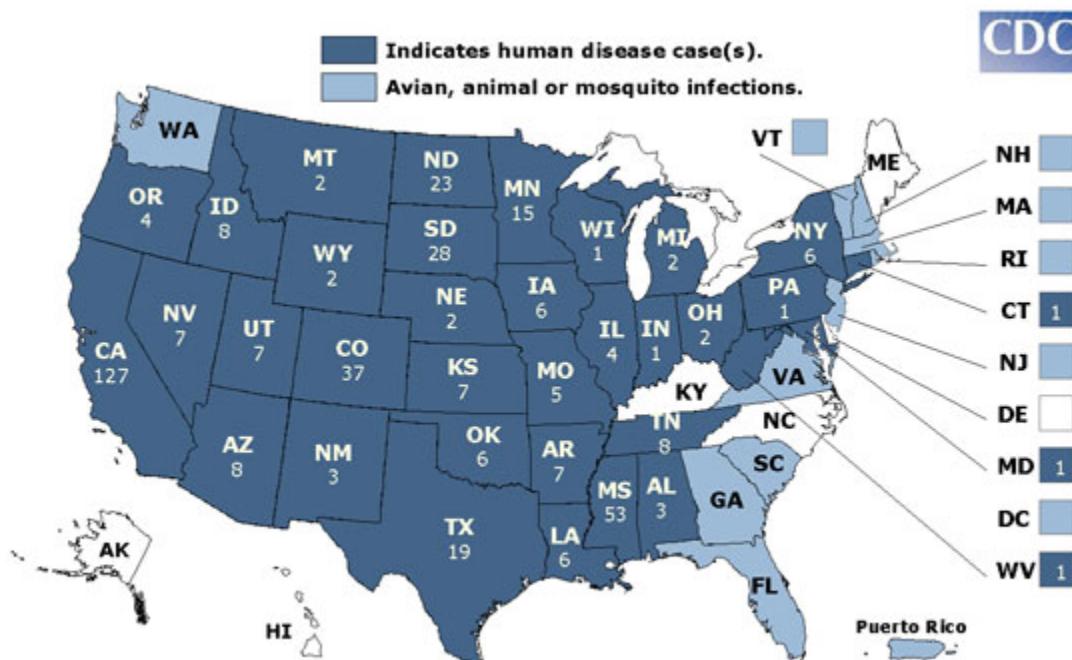 CDC
Indicates human disease case(s).
Avian, animal or mosquito infections.
WA
VT
ME
NH
MT
2
ND
23
MN
15
OR
4
ID
8
MA
SD
28
WI
1
MI
2
NY
6
WY
2
RI
IA
6
PA
1
NE
2
OH
2
CT 1
NV
7
UT
7
IL
4
IN
1
CA
127
CO
37
NJ
KS
7
MO
5
VA
KY
DE
NC
TN
8
OK
6
AZ
8
NM
3
AR
7
SC
MD 1
MS
53
AL
3
GA
DC
TX
19
LA
6
AK
WV 1
FL
HI
Puerto Rico